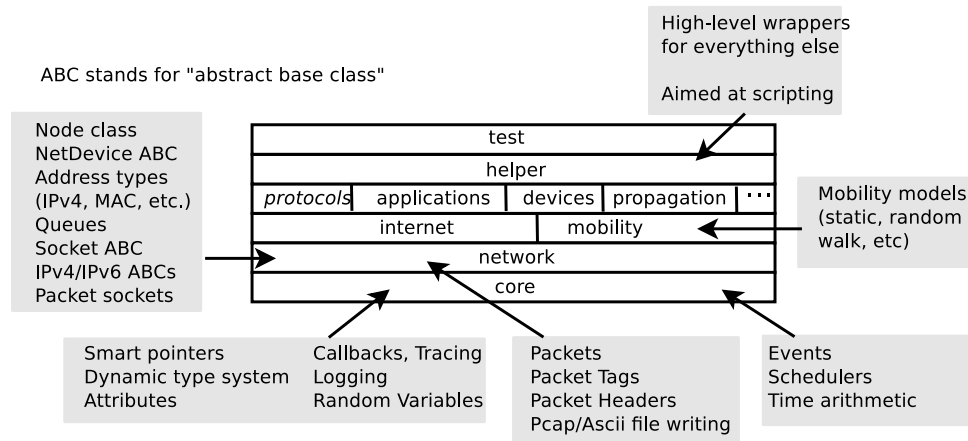 High-level wrappers
for everything else
Aimed at scripting
ABC stands for "abstract base class"
Node class
NetDevice ABC
Address types
(IPv4, MAC, etc.)
Queues
Socket ABC
IPv4/IPv6 ABCs
Packet sockets
test
helper
protocols applications devices propagation ...
internet mobility
network
core
Mobility models
(static, random
walk, etc)
Smart pointers
Dynamic type system
Attributes
Callbacks, Tracing
Logging
Random Variables
Packets
Packet Tags
Packet Headers
Pcap/Ascii file writing
Events
Schedulers
Time arithmetic